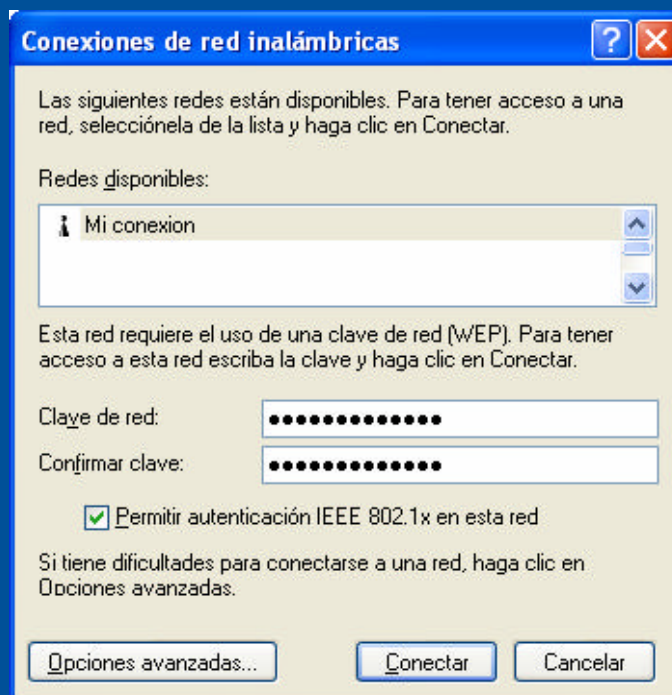 Conexiones de red inalámbricas
Las siguientes redes están disponibles. Para tener acceso a una
red, selecciónela de la lista y haga clic en Conectar.
Redes disponibles:
Mi conexion
Esta red requiere el uso de una clave de red (WEP). Para tener
acceso a esta red escriba la clave y haga clic en Conectar.
Clave de red: •••••••••••••
Confirmar clave: •••••••••••••
Permitir autenticación IEEE 802.1x en esta red
Si tiene dificultades para conectarse a una red, haga clic en
Opciones avanzadas.
Opciones avanzadas... Conectar Cancelar